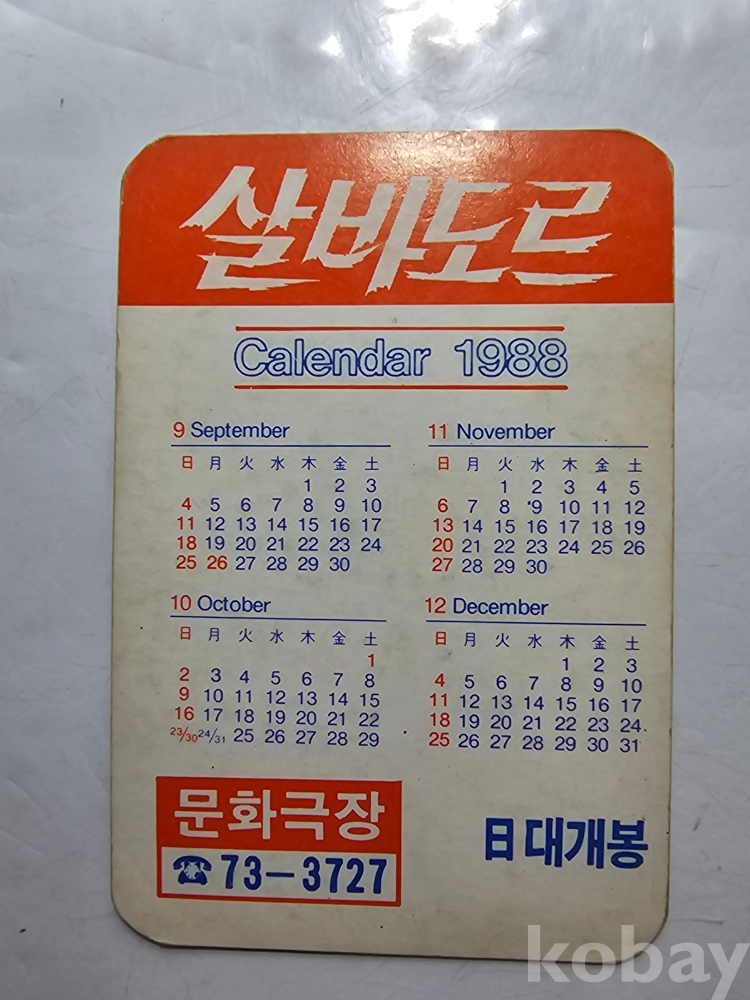 살바도르
Calendar 1988
9 September
日 月 火 水 木 金 土
1 2 3
4 5 6 7 8 9 10
11 12 13 14 15 16 17
18 19 20 21 22 23 24
25 26 27 28 29 30
10 October
日 月 火 水 木 金 土
1
2 3 4 5 6 7 8
9 10 11 12 13 14 15
16 17 18 19 20 21 22
23/30 24/31 25 26 27 28 29
11 November
日 月 火 水 木 金 土
1 2 3 4 5
6 7 8 9 10 11 12
13 14 15 16 17 18 19
20 21 22 23 24 25 26
27 28 29 30
12 December
日 月 火 水 木 金 土
1 2 3
4 5 6 7 8 9 10
11 12 13 14 15 16 17
18 19 20 21 22 23 24
25 26 27 28 29 30 31
문화극장
☎ 73-3727
日 대개봉
kobay